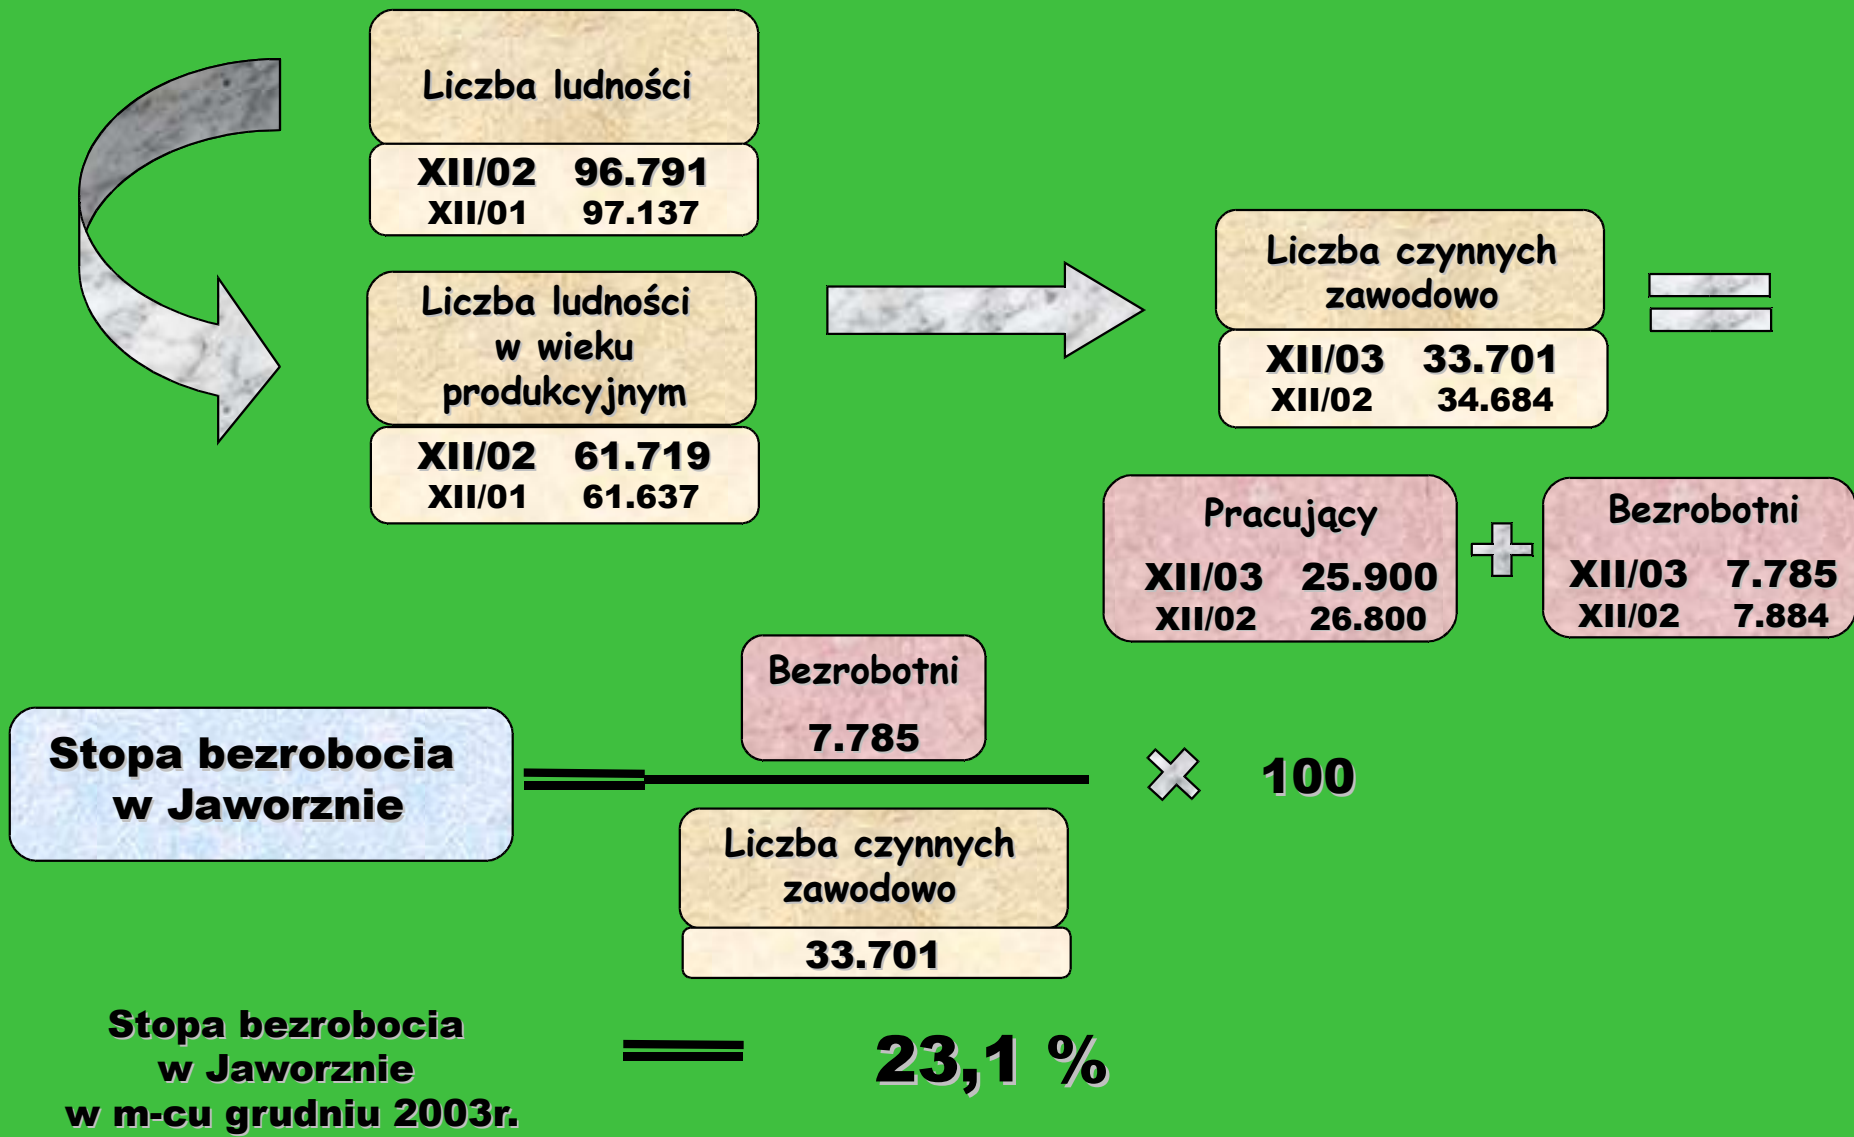 Liczba ludności
XII/02 96.791
XII/01 97.137
Liczba ludności
w wieku
produkcyjnym
XII/02 61.719
XII/01 61.637
Liczba czynnych
zawodowo
XII/03 33.701
XII/02 34.684
Pracujący
XII/03 25.900
XII/02 26.800
Bezrobotni
XII/03 7.785
XII/02 7.884
Stopa bezrobocia
w Jaworznie
Bezrobotni
7.785
Liczba czynnych
zawodowo
33.701
100
Stopa bezrobocia
w Jaworznie
w m-cu grudniu 2003r.
23,1 %